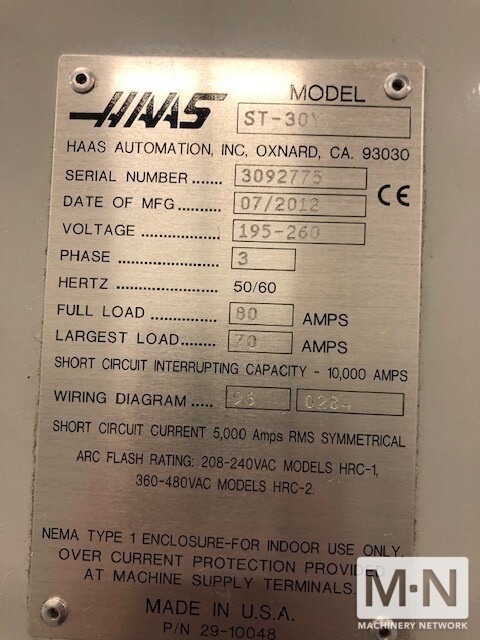 HAAS
MODEL
ST-30Y
HAAS AUTOMATION, INC, OXNARD, CA. 93030
SERIAL NUMBER ....... 3092775
CE
DATE OF MFG.......... 07/2012
VOLTAGE ................ 195-260
PHASE .................... 3
HERTZ ................... 50/60
FULL LOAD ............. 80 AMPS
LARGEST LOAD....... 70 AMPS
SHORT CIRCUIT INTERRUPTING CAPACITY - 10,000 AMPS
WIRING DIAGRAM ..... 96 0284
SHORT CIRCUIT CURRENT 5,000 Amps RMS SYMMETRICAL
ARC FLASH RATING: 208-240VAC MODELS HRC-1,
360-480VAC MODELS HRC-2.
NEMA TYPE 1 ENCLOSURE-FOR INDOOR USE ONLY.
OVER CURRENT PROTECTION PROVIDED
AT MACHINE SUPPLY TERMINALS.
MADE IN U.S.A.
P/N 29-10048
M·N
MACHINERY NETWORK